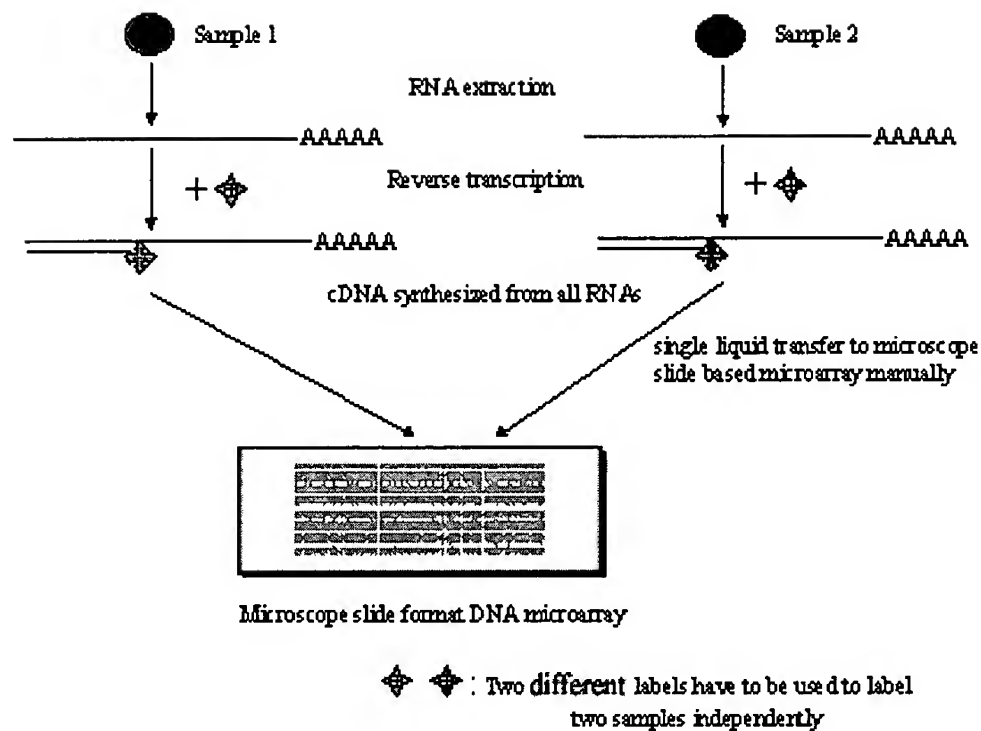 Sample 1
Sample 2
RNA extraction
AAAAA
AAAAA
+
Reverse transcription
+
AAAAA
AAAAA
cDNA synthesized from all RNAs
single liquid transfer to microscope
slide based microarray manually
Microscope slide format DNA microarray
: Two different labels have to be used to label
two samples independently